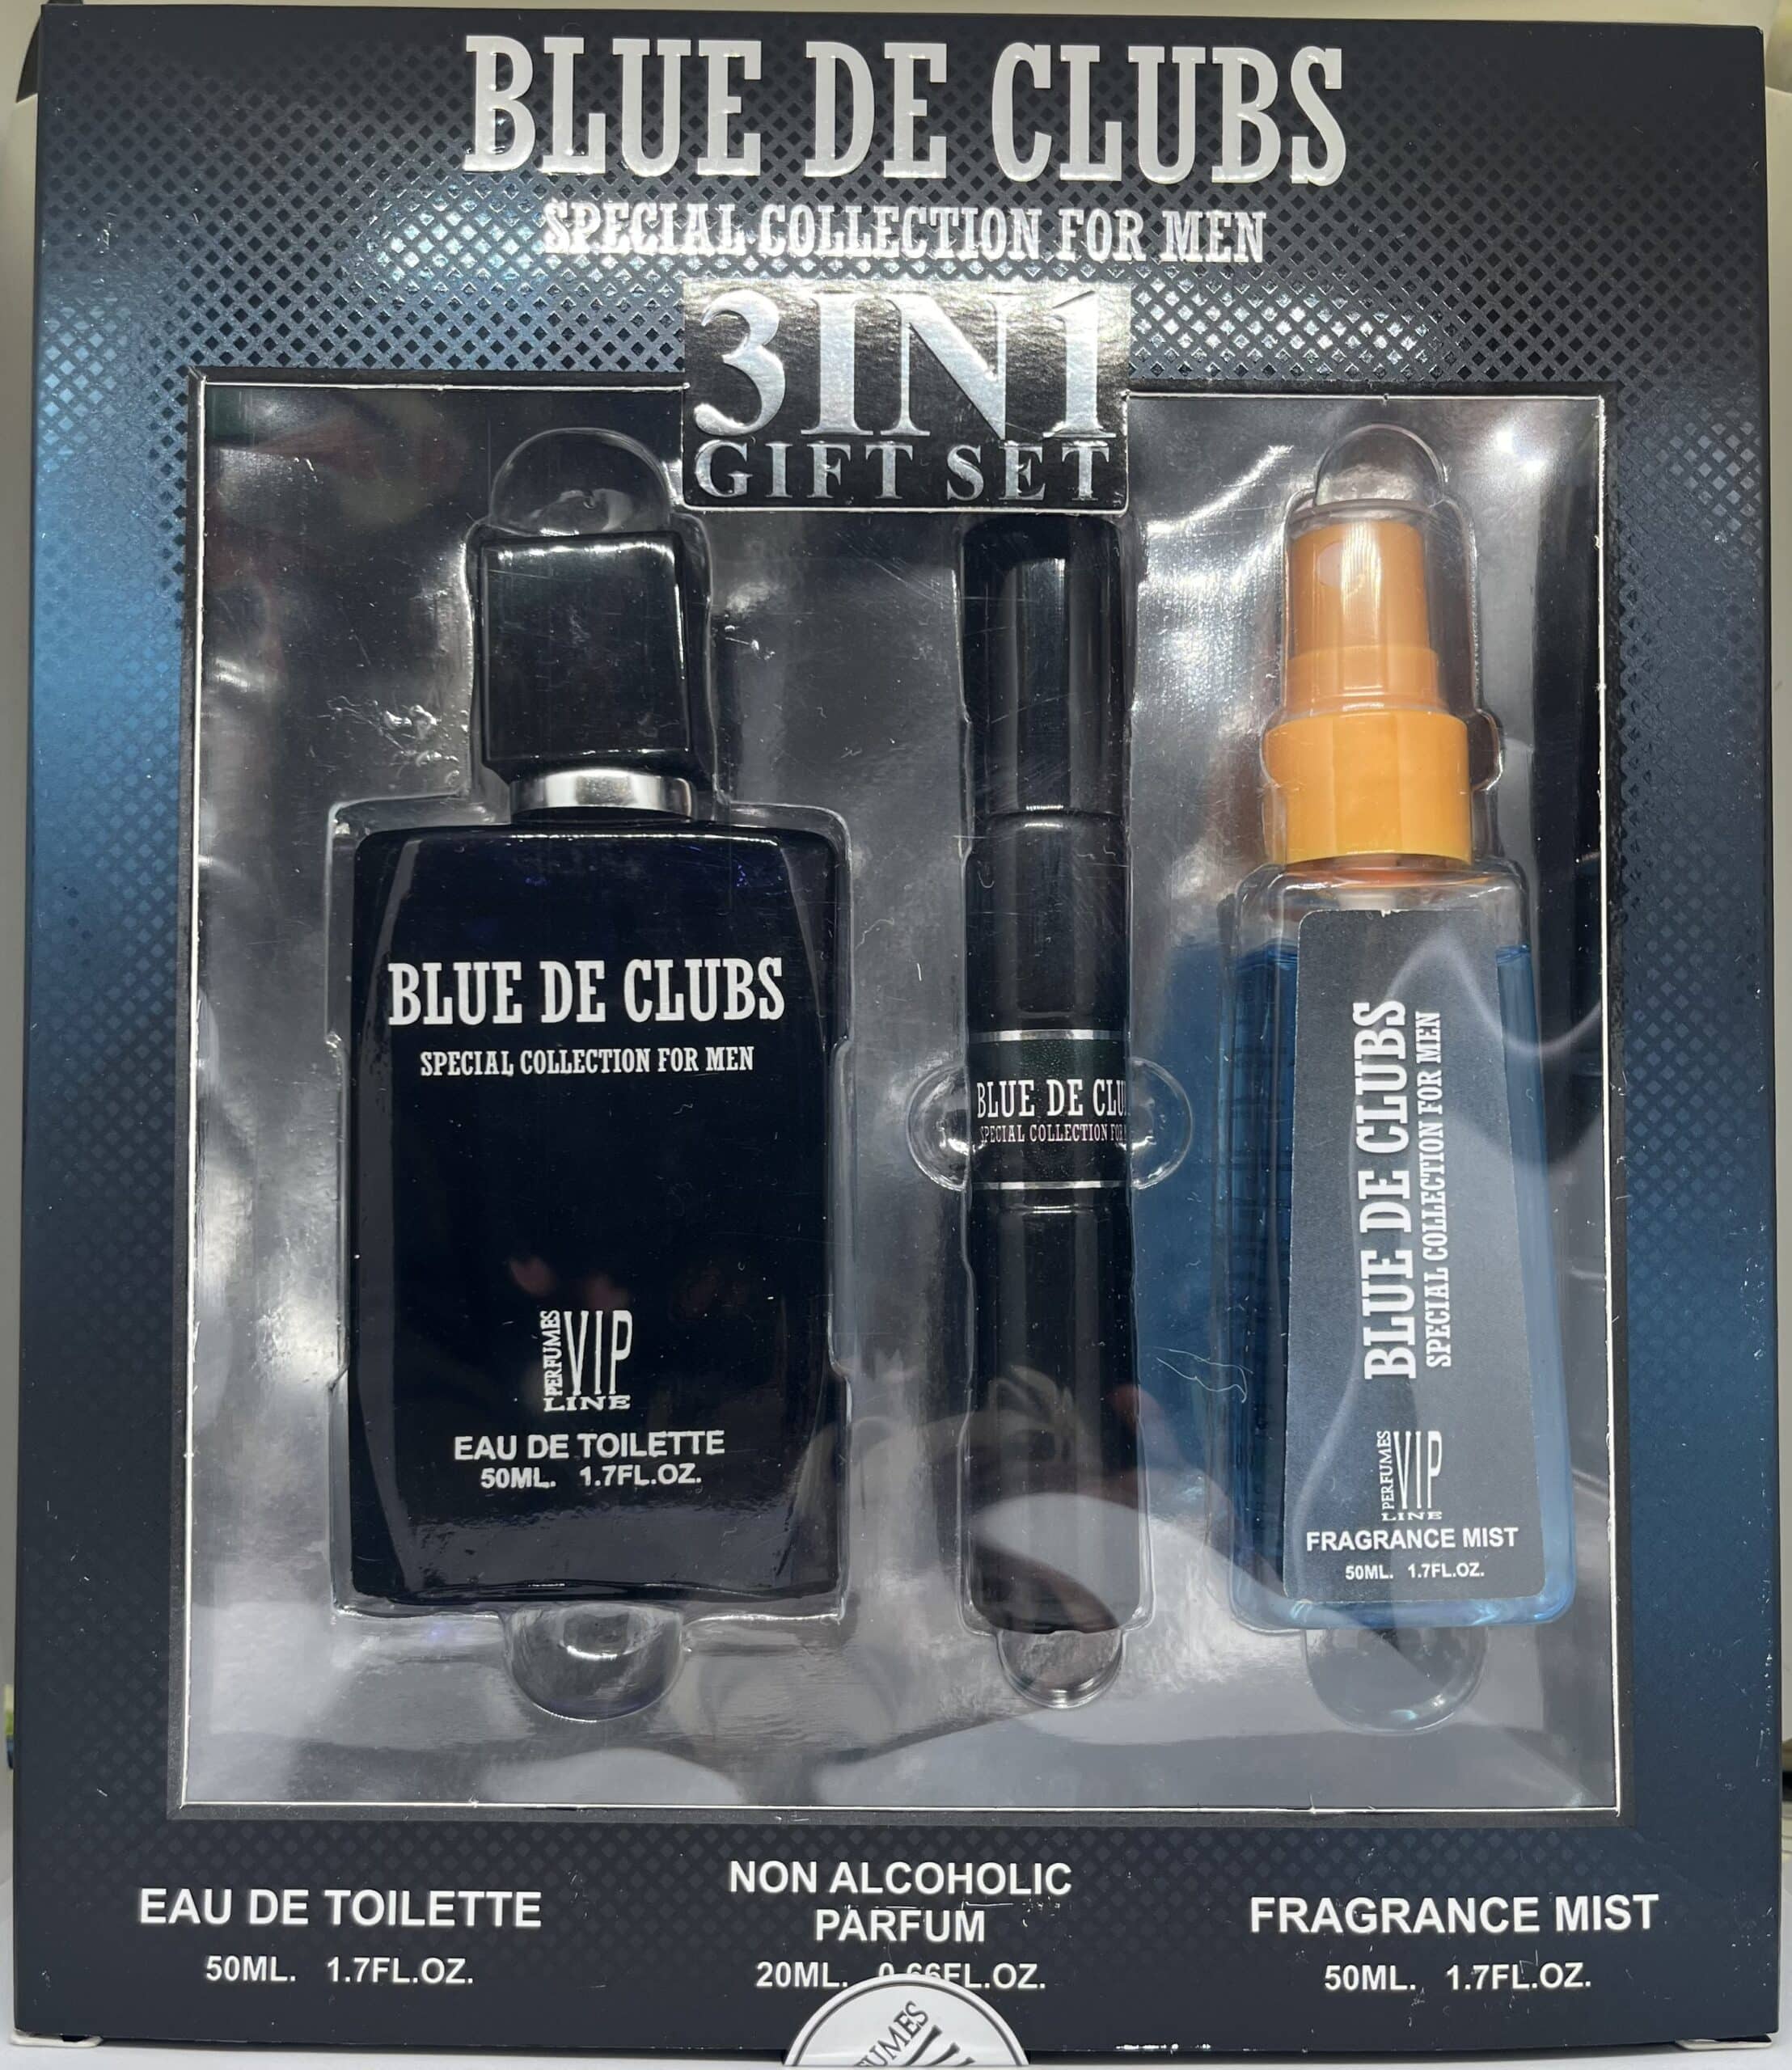 BLUE DE CLUBS
SPECIAL COLLECTION FOR MEN
3IN1
GIFT SET
BLUE DE CLUBS
SPECIAL COLLECTION FOR MEN
PERFUMES
VIP
LINE
EAU DE TOILETTE
50ML. 1.7FL.OZ.
BLUE DE CLU
SPECIAL COLLECTION FOR
BLUE DE CLUBS
SPECIAL COLLECTION FOR MEN
PERFUMES
VIP
LINE
FRAGRANCE MIST
50ML. 1.7FL.OZ.
EAU DE TOILETTE
50ML. 1.7FL.OZ.
NON ALCOHOLIC
PARFUM
20ML. 0.66FL.OZ.
FRAGRANCE MIST
50ML. 1.7FL.OZ.